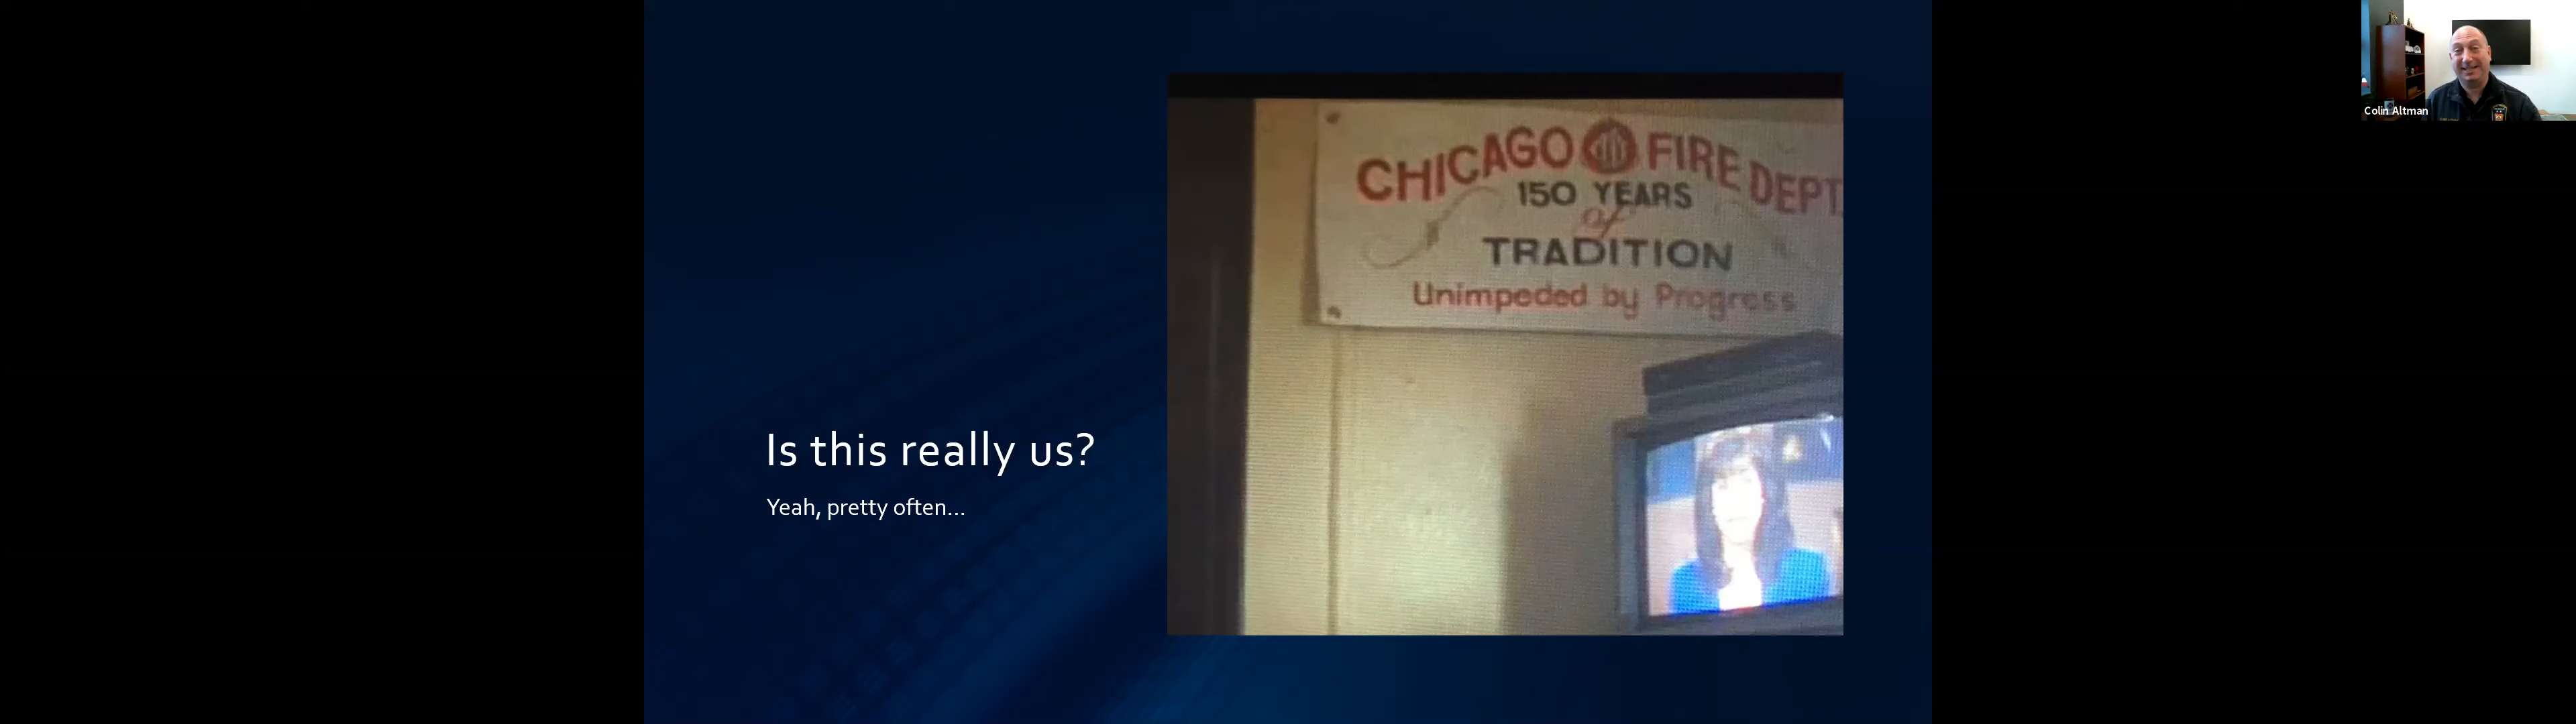 Is this really us?
Yeah, pretty often...
CHICAGO FIRE DEPT.
150 YEARS
of
TRADITION
Unimpeded by Progress
Colin Altman